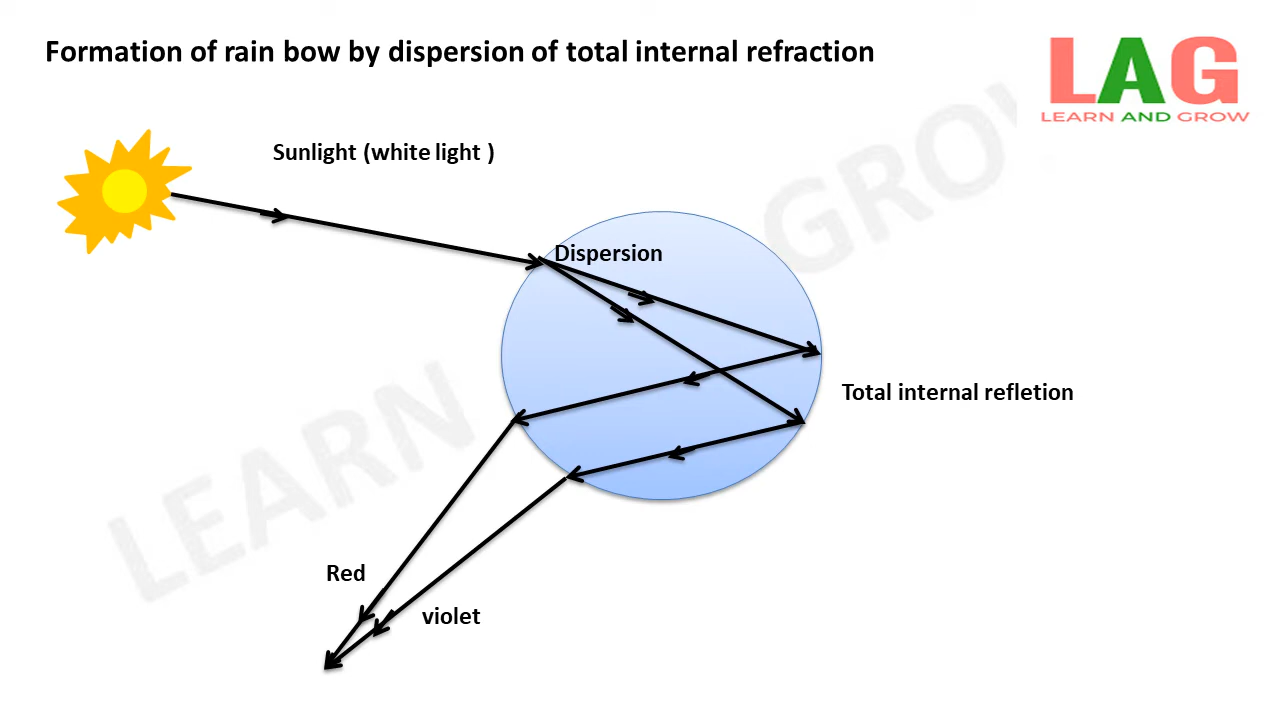 Formation of rain bow by dispersion of total internal refraction
LAG
LEARN AND GROW
Sunlight (white light )
Dispersion
Total internal refletion
Red
violet
LEARN
GROW